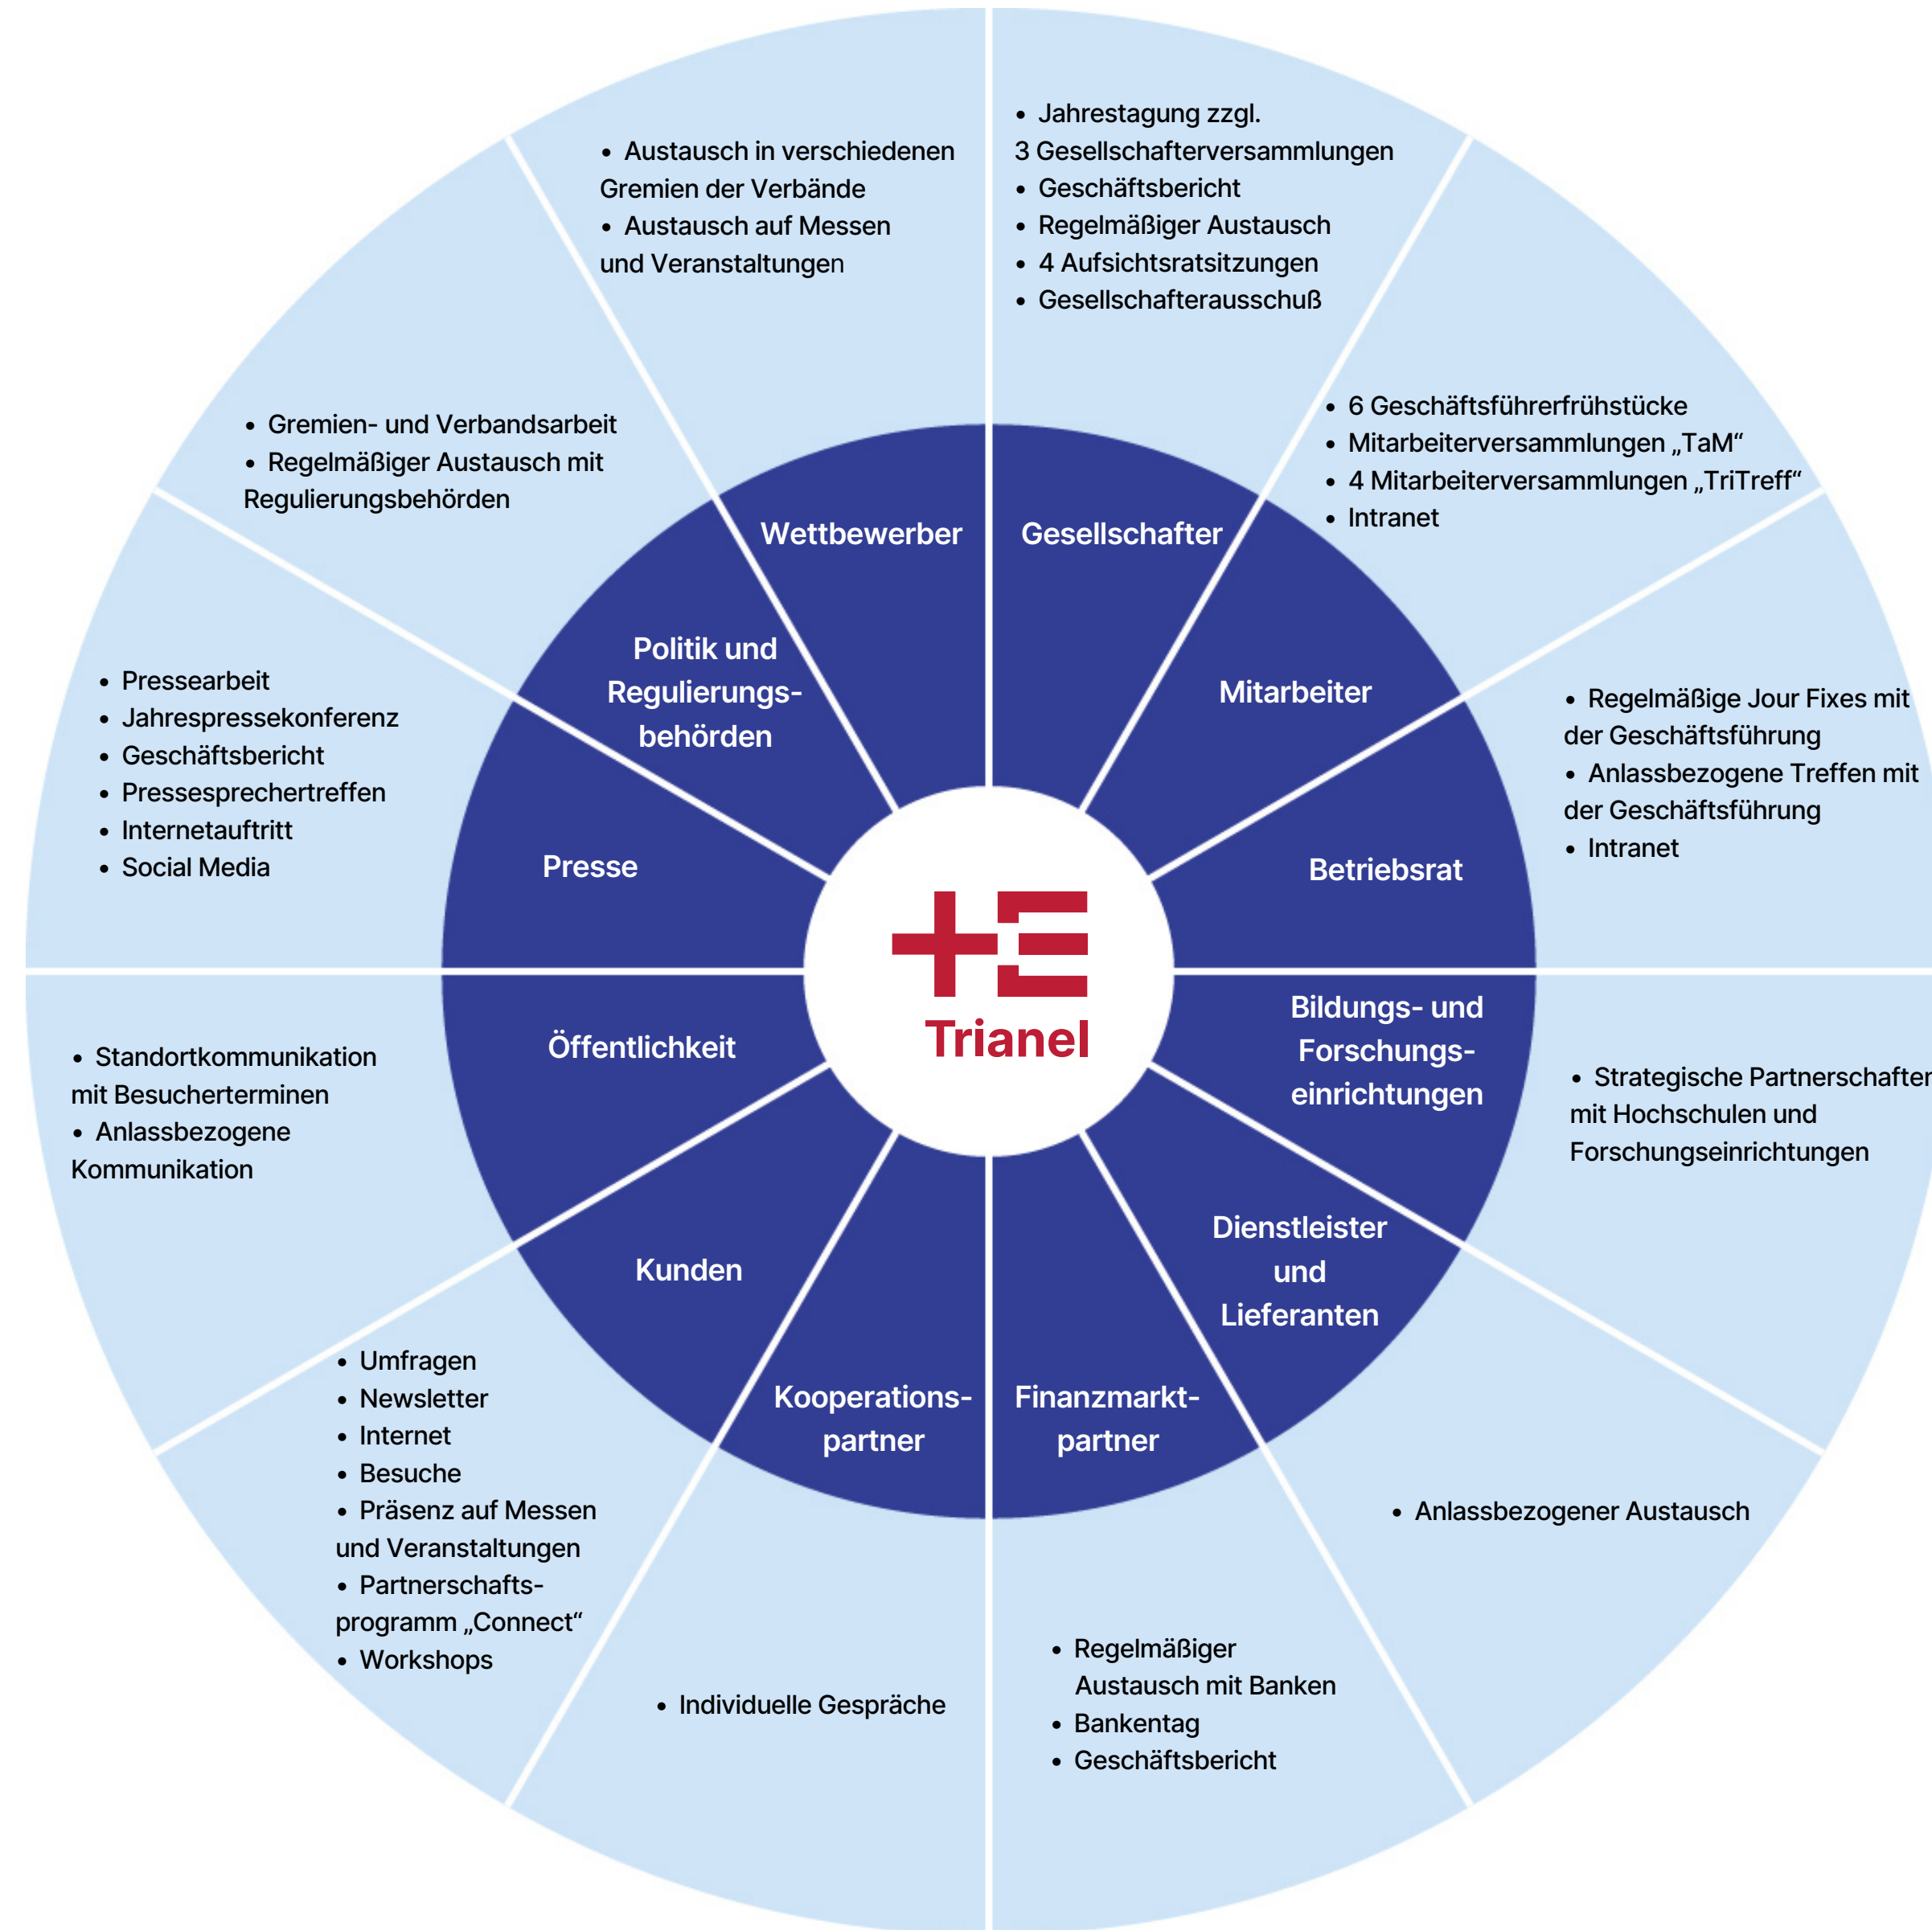 • Jahrestagung zzgl.
3 Gesellschafterversammlungen
• Geschäftsbericht
• Regelmäßiger Austausch
• 4 Aufsichtsratsitzungen
• Gesellschafterausschuß
Gesellschafter
• 6 Geschäftsführerfrühstücke
• Mitarbeiterversammlungen „TaM“
• 4 Mitarbeiterversammlungen „TriTreff“
• Intranet
Mitarbeiter
• Regelmäßige Jour Fixes mit
der Geschäftsführung
• Anlassbezogene Treffen mit
der Geschäftsführung
• Intranet
Betriebsrat
Bildungs- und
Forschungs-
einrichtungen
• Strategische Partnerschaften
mit Hochschulen und
Forschungseinrichtungen
Dienstleister
und
Lieferanten
• Anlassbezogener Austausch
Finanzmarkt-
partner
• Regelmäßiger
Austausch mit Banken
• Bankentag
• Geschäftsbericht
Kooperations-
partner
• Individuelle Gespräche
Kunden
• Umfragen
• Newsletter
• Internet
• Besuche
• Präsenz auf Messen
und Veranstaltungen
• Partnerschafts-
programm „Connect“
• Workshops
Öffentlichkeit
• Standortkommunikation
mit Besucherterminen
• Anlassbezogene
Kommunikation
Presse
• Pressearbeit
• Jahrespressekonferenz
• Geschäftsbericht
• Pressesprechertreffen
• Internetauftritt
• Social Media
Politik und
Regulierungs-
behörden
• Gremien- und Verbandsarbeit
• Regelmäßiger Austausch mit
Regulierungsbehörden
Wettbewerber
• Austausch in verschiedenen
Gremien der Verbände
• Austausch auf Messen
und Veranstaltungen
Trianel